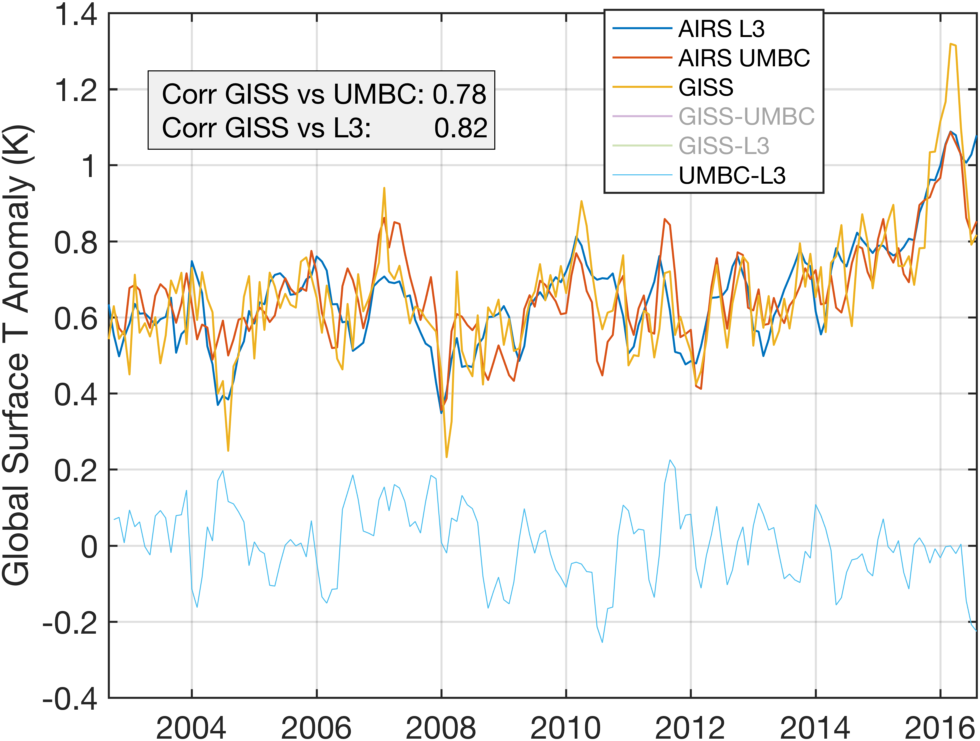 Global Surface T Anomaly (K)
1.4
1.2
1
0.8
0.6
0.4
0.2
0
-0.2
-0.4
Corr GISS vs UMBC: 0.78
Corr GISS vs L3: 0.82
AIRS L3
AIRS UMBC
GISS
GISS-UMBC
GISS-L3
UMBC-L3
2004 2006 2008 2010 2012 2014 2016